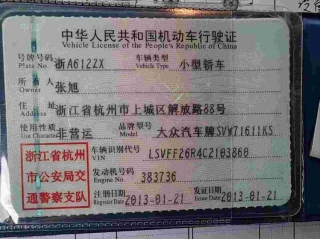 中华人民共和国机动车行驶证
Vehicle License of the People's Republic of China
号牌号码 浙A612ZX 车辆类型 小型轿车
Plate No. Vehicle Type
所有人 张旭
Owner
住址 浙江省杭州市上城区解放路88号
Address
使用性质 非营运 品牌型号 大众汽车牌SVW71611KS
Use Character Model
浙江省杭州 车辆识别代号 LSVFF26R4C2103860
VIN
市公安局交 发动机号码 383736
Engine No.
通警察支队 注册日期 2013-01-21 发证日期 2013-01-21
Register Date Issue Date